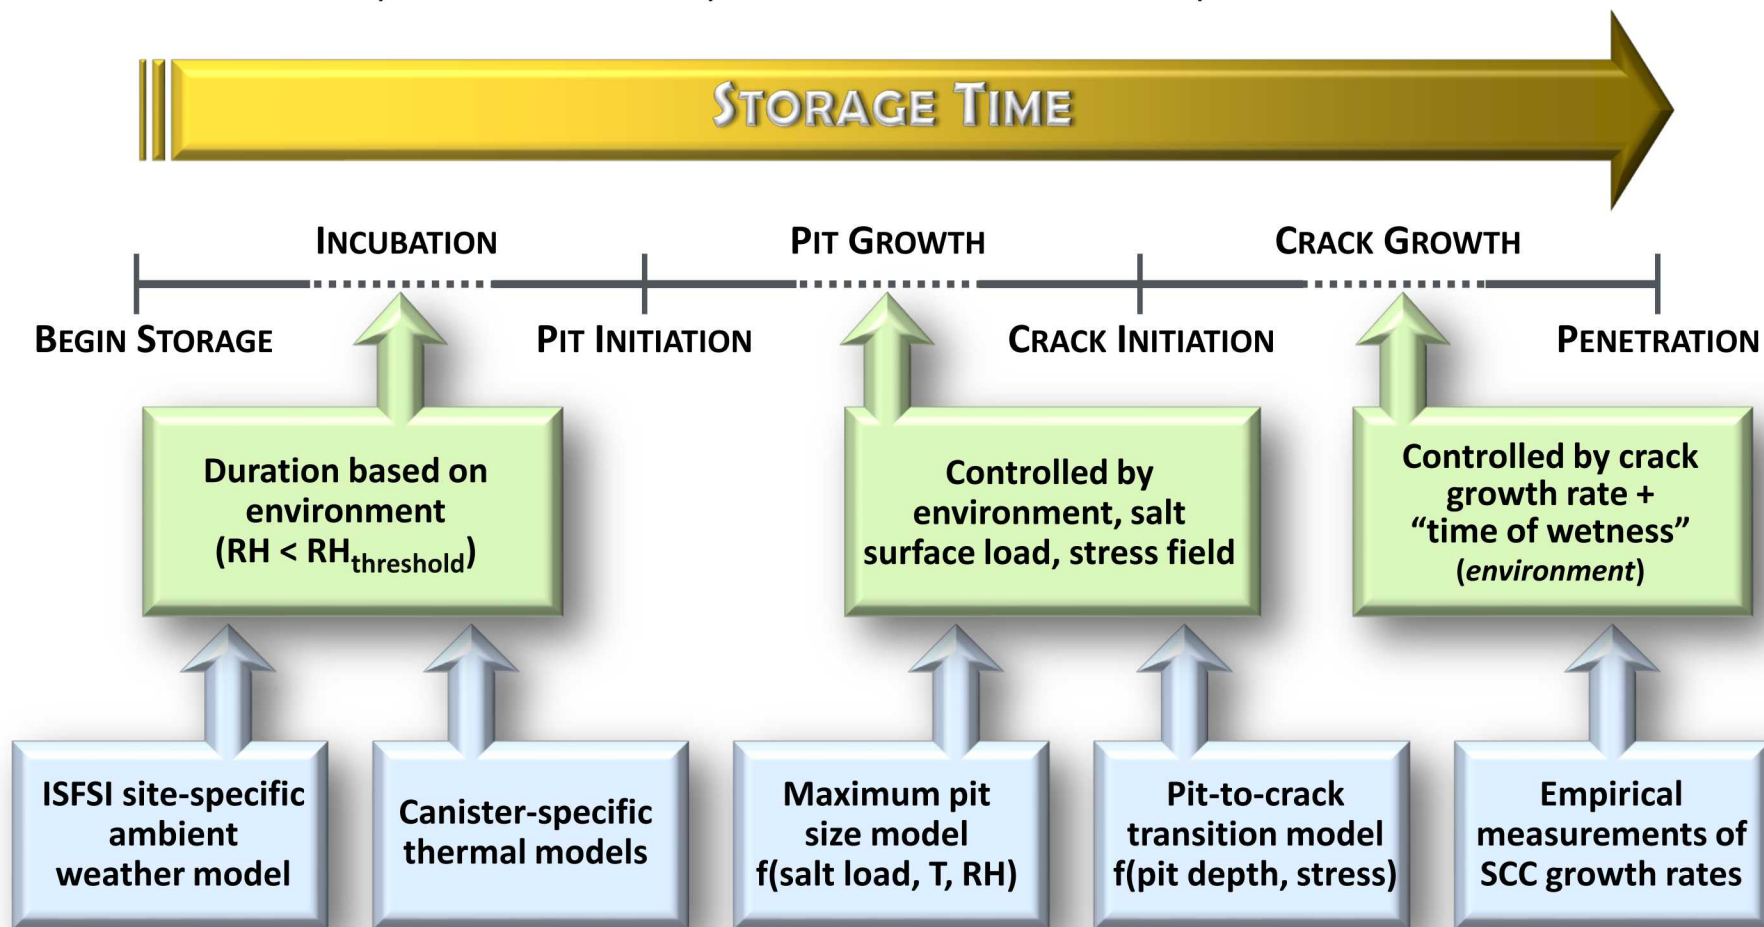 STORAGE TIME
INCUBATION
PIT GROWTH
CRACK GROWTH
BEGIN STORAGE
PIT INITIATION
CRACK INITIATION
PENETRATION
Duration based on
environment
(RH < RHthreshold)
Controlled by
environment, salt
surface load, stress field
Controlled by crack
growth rate +
“time of wetness”
(environment)
ISFSI site-specific
ambient
weather model
Canister-specific
thermal models
Maximum pit
size model
f(salt load, T, RH)
Pit-to-crack
transition model
f(pit depth, stress)
Empirical
measurements of
SCC growth rates